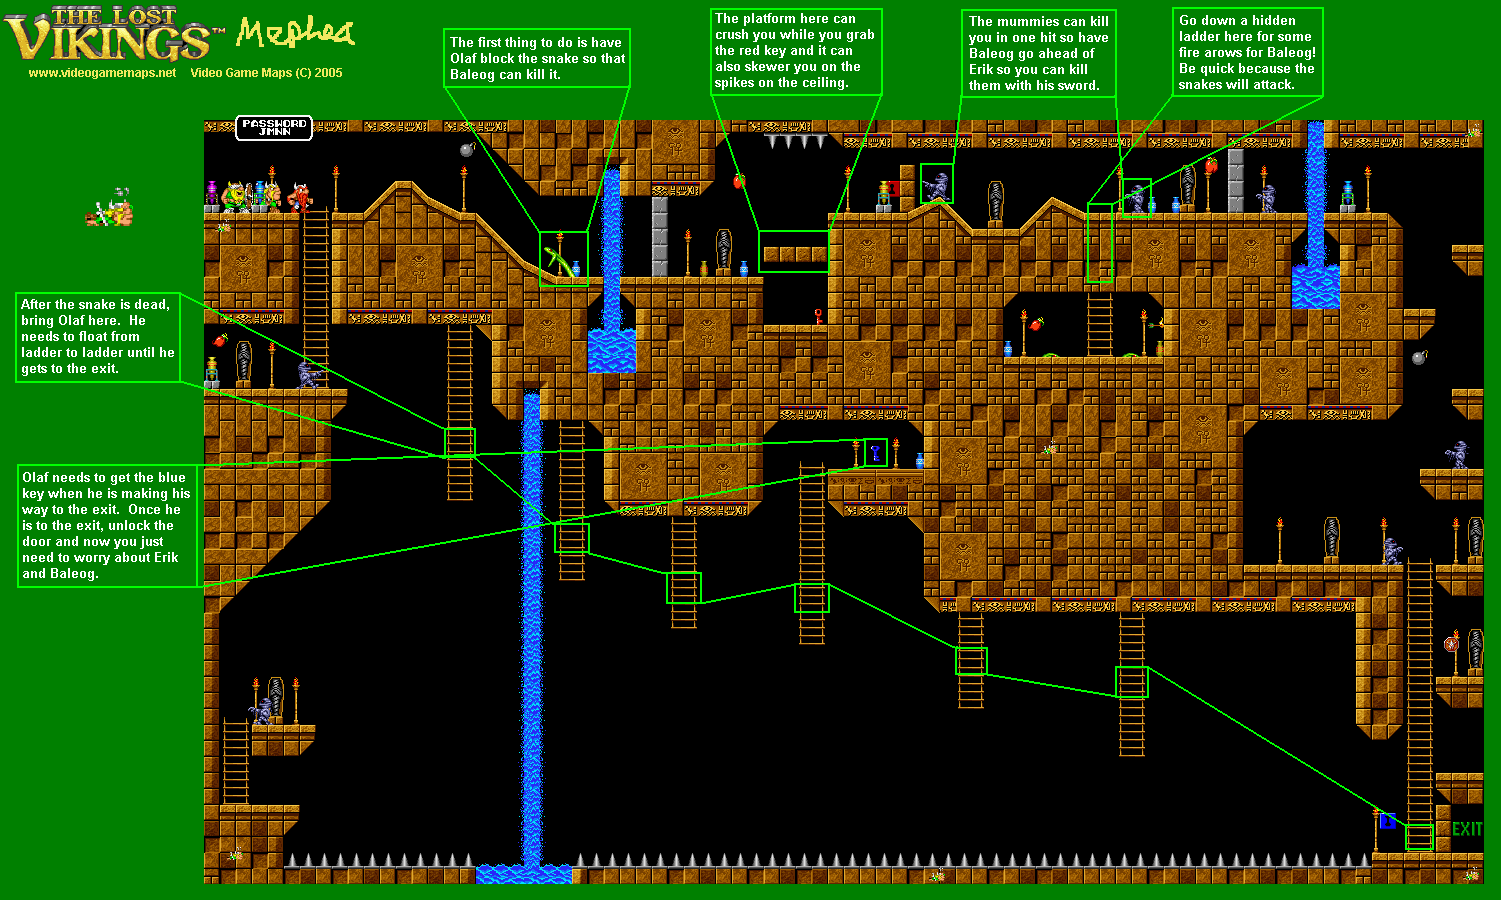 THE LOST
VIKINGS™
Mephea
www.videogamemaps.net Video Game Maps (C) 2005
The first thing to do is have
Olaf block the snake so that
Baleog can kill it.
The platform here can
crush you while you grab
the red key and it can
also skewer you on the
spikes on the ceiling.
The mummies can kill
you in one hit so have
Baleog go ahead of
Erik so you can kill
them with his sword.
Go down a hidden
ladder here for some
fire arows for Baleog!
Be quick because the
snakes will attack.
PASSWORD
JMNN
After the snake is dead,
bring Olaf here. He
needs to float from
ladder to ladder until he
gets to the exit.
Olaf needs to get the blue
key when he is making his
way to the exit. Once he
is to the exit, unlock the
door and now you just
need to worry about Erik
and Baleog.
EXIT